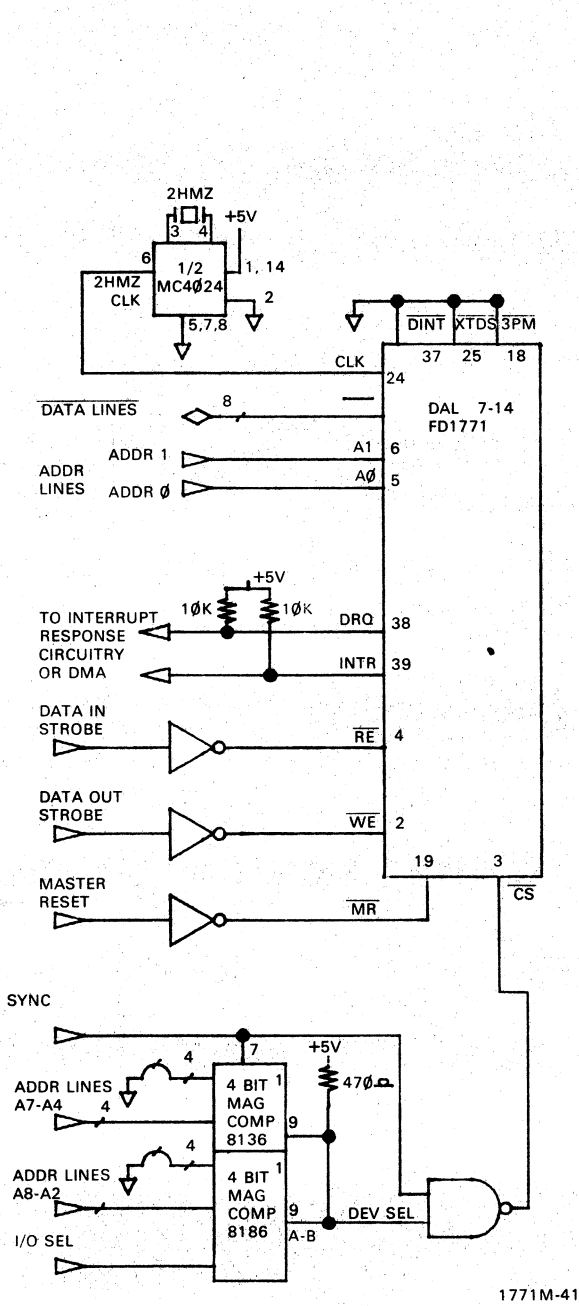 2HMZ
+5V
3 4
6
1/2
MC4Ø24
1, 14
2HMZ
CLK
2
5,7,8
DINT XTDS 3PM
37 25 18
CLK
24
DATA LINES
8
DAL 7-14
FD1771
ADDR
LINES
ADDR 1
A1
6
ADDR Ø
AØ
5
+5V
1ØK
1ØK
TO INTERRUPT
RESPONSE
CIRCUITRY
OR DMA
DRQ
38
INTR
39
DATA IN
STROBE
RE
4
DATA OUT
STROBE
WE
2
19
3
MASTER
RESET
MR
CS
SYNC
7
+5V
47Ø Ω
4
4 BIT
MAG
COMP
8136
1
ADDR LINES
A7-A4
4
9
4
4 BIT
MAG
COMP
8186
1
ADDR LINES
A8-A2
9
A-B
DEV SEL
I/O SEL
1771M-41